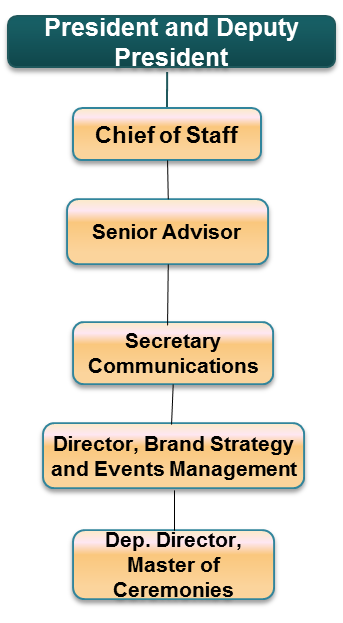 President and Deputy
President
Chief of Staff
Senior Advisor
Secretary
Communications
Director, Brand Strategy
and Events Management
Dep. Director,
Master of
Ceremonies